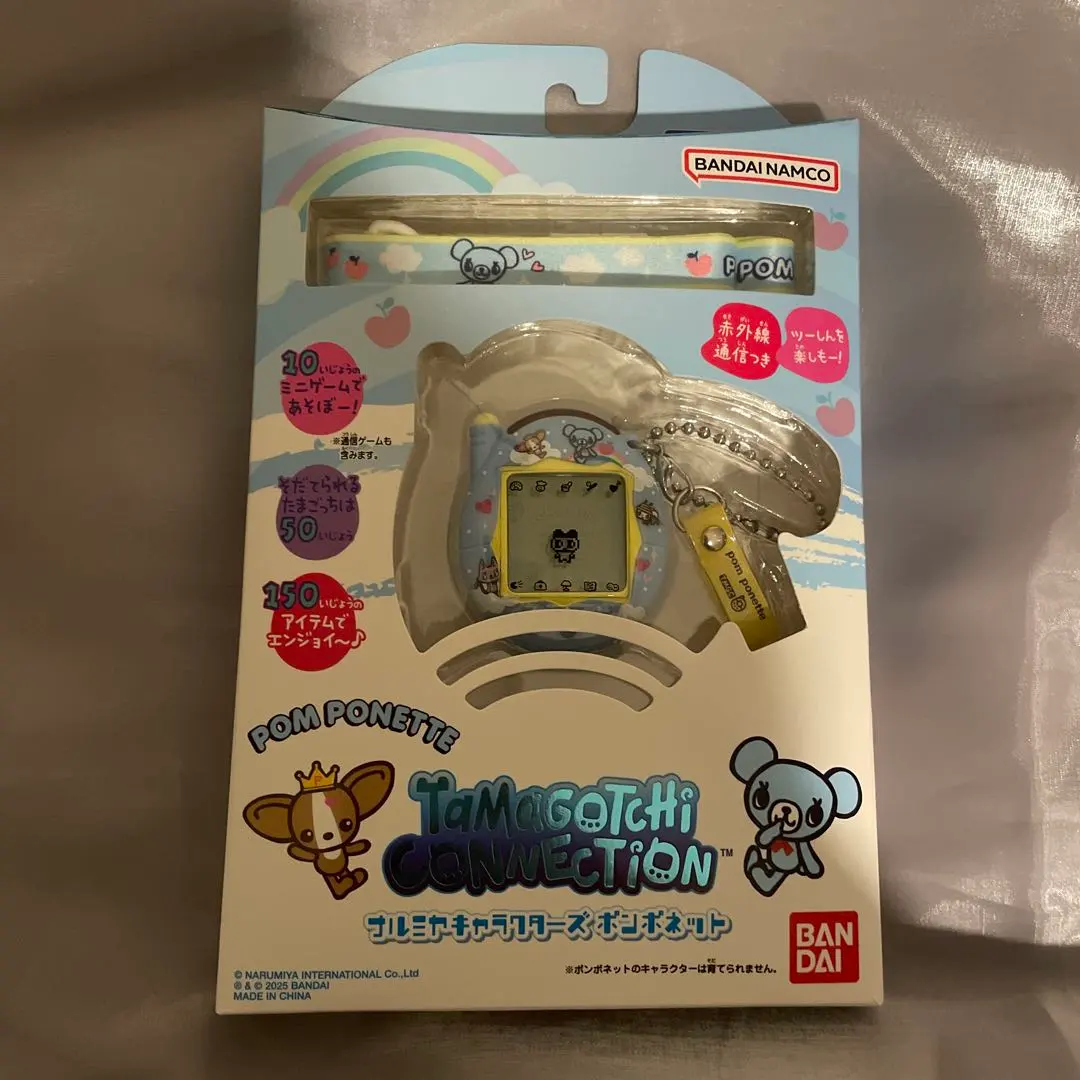 BANDAI NAMCO
POM
赤外線
通信つき
ツーしんを
楽しもー!
10いじょうの
ミニゲームで
あそぼー!
※通信ゲームも
含みます。
そだてられる
たまごっちは
50いじょう
150いじょうの
アイテムで
エンジョイ〜♪
pom ponette
POM PONETTE
TAMAGOTCHI
CONNECTION™
ナルミヤキャラクターズ ポンポネット
BAN
DAI
※ポンポネットのキャラクターは育てられません。
© NARUMIYA INTERNATIONAL Co.,Ltd
® & © 2025 BANDAI
MADE IN CHINA